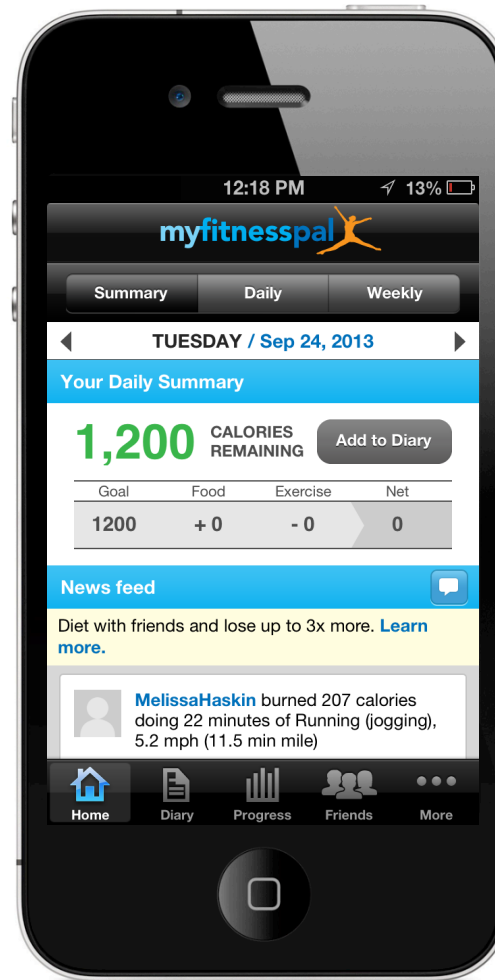 12:18 PM 13%
myfitnesspal
Summary Daily Weekly
TUESDAY / Sep 24, 2013
Your Daily Summary
1,200 CALORIES REMAINING Add to Diary
Goal Food Exercise Net
1200 + 0 - 0 0
News feed
Diet with friends and lose up to 3x more. Learn
more.
MelissaHaskin burned 207 calories
doing 22 minutes of Running (jogging),
5.2 mph (11.5 min mile)
Home Diary Progress Friends More